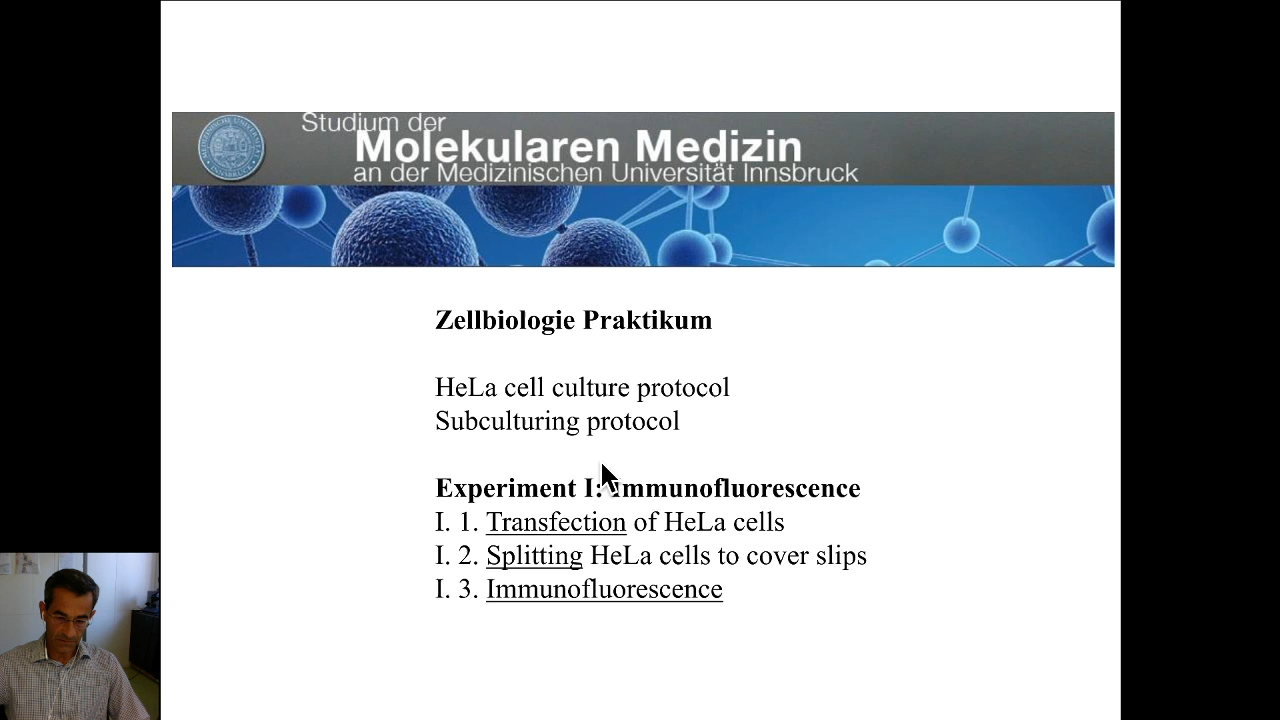 Studium der
Molekularen Medizin
an der Medizinischen Universität Innsbruck
Zellbiologie Praktikum
HeLa cell culture protocol
Subculturing protocol
Experiment I: Immunofluorescence
I. 1. Transfection of HeLa cells
I. 2. Splitting HeLa cells to cover slips
I. 3. Immunofluorescence